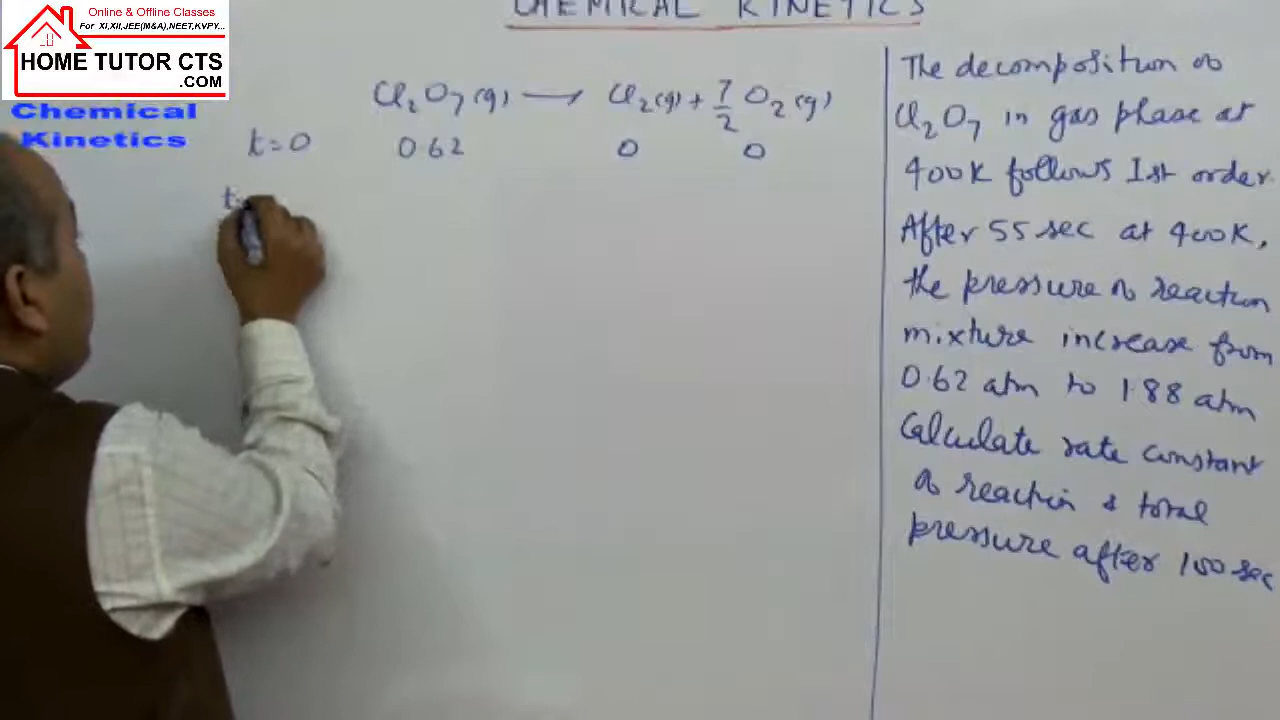 CHEMICAL KINETICS
Online & Offline Classes
For XI,XII,JEE(M&A),NEET,KVPY...
HOME TUTOR CTS
.COM
Chemical
Kinetics
Cl₂O₇(g) → Cl₂(g) + 7/2 O₂(g)
t=0 0.62 0 0
t=
The decomposition of
Cl₂O₇ in gas phase at
400K follows Ist order.
After 55 sec at 400K,
the pressure of reaction
mixture increase from
0.62 atm to 1.88 atm
Calculate rate constant
of reaction & total
pressure after 100 sec